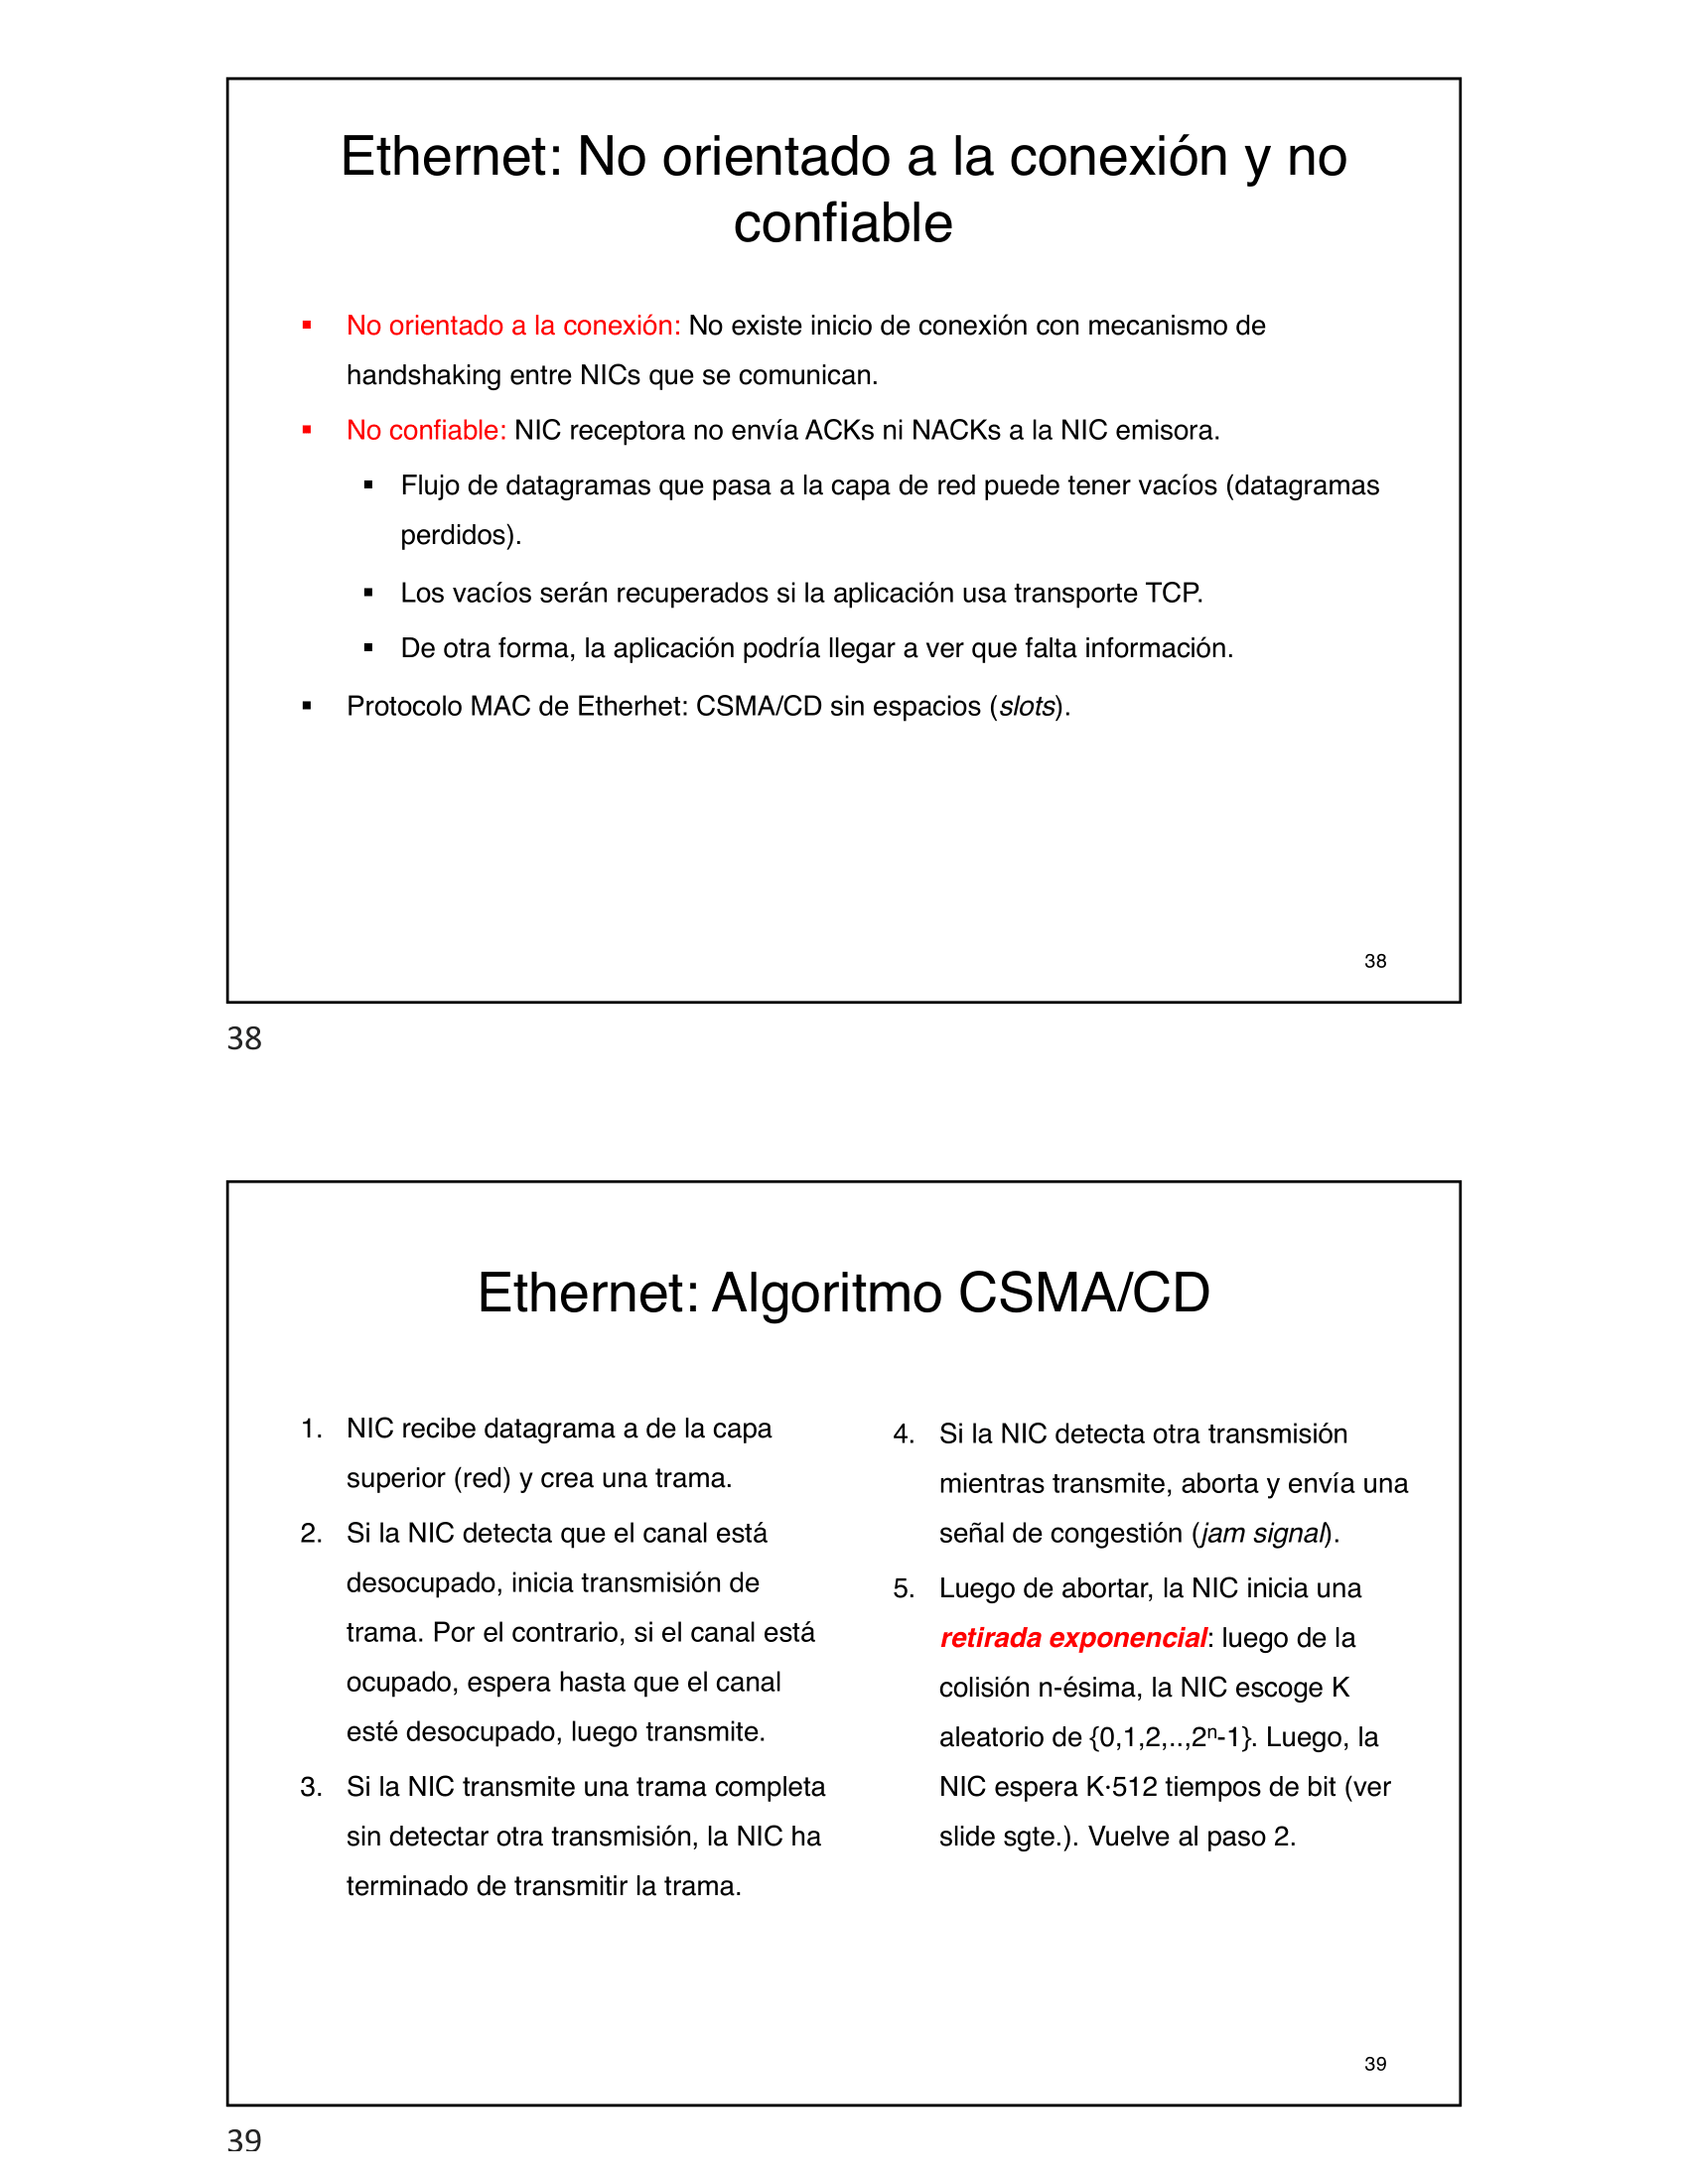 Ethernet: No orientado a la conexión y no
confiable
▪ No orientado a la conexión: No existe inicio de conexión con mecanismo de
handshaking entre NICs que se comunican.
▪ No confiable: NIC receptora no envía ACKs ni NACKs a la NIC emisora.
▪ Flujo de datagramas que pasa a la capa de red puede tener vacíos (datagramas
perdidos).
▪ Los vacíos serán recuperados si la aplicación usa transporte TCP.
▪ De otra forma, la aplicación podría llegar a ver que falta información.
▪ Protocolo MAC de Etherhet: CSMA/CD sin espacios (slots).
38
38
Ethernet: Algoritmo CSMA/CD
1. NIC recibe datagrama a de la capa
superior (red) y crea una trama.
2. Si la NIC detecta que el canal está
desocupado, inicia transmisión de
trama. Por el contrario, si el canal está
ocupado, espera hasta que el canal
esté desocupado, luego transmite.
3. Si la NIC transmite una trama completa
sin detectar otra transmisión, la NIC ha
terminado de transmitir la trama.
4. Si la NIC detecta otra transmisión
mientras transmite, aborta y envía una
señal de congestión (jam signal).
5. Luego de abortar, la NIC inicia una
retirada exponencial: luego de la
colisión n-ésima, la NIC escoge K
aleatorio de {0,1,2,..,2ⁿ-1}. Luego, la
NIC espera K·512 tiempos de bit (ver
slide sgte.). Vuelve al paso 2.
39
39